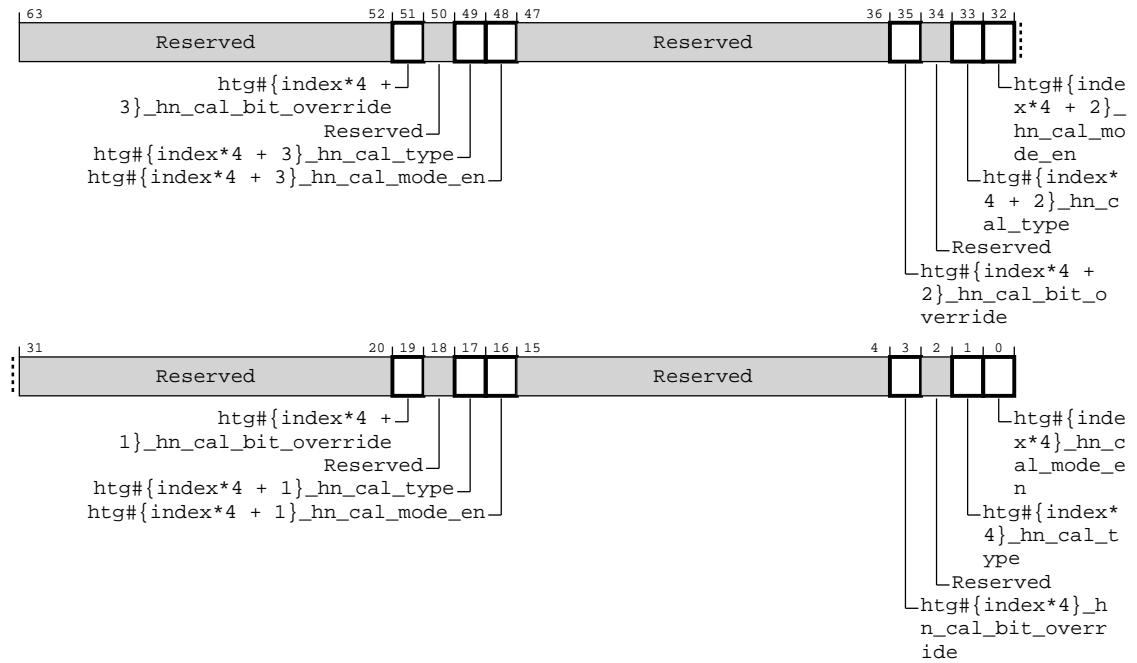 63 52 51 50 49 48 47 36 35 34 33 32
Reserved Reserved
htg#{index*4 +
3}_hn_cal_bit_override
Reserved
htg#{index*4 + 3}_hn_cal_type
htg#{index*4 + 3}_hn_cal_mode_en
htg#{inde
x*4 + 2}_
hn_cal_mo
de_en
htg#{index*
4 + 2}_hn_c
al_type
Reserved
htg#{index*4 +
2}_hn_cal_bit_o
verride
31 20 19 18 17 16 15 4 3 2 1 0
Reserved Reserved
htg#{index*4 +
1}_hn_cal_bit_override
Reserved
htg#{index*4 + 1}_hn_cal_type
htg#{index*4 + 1}_hn_cal_mode_en
htg#{inde
x*4}_hn_c
al_mode_e
n
htg#{index*
4}_hn_cal_t
ype
Reserved
htg#{index*4}_h
n_cal_bit_overr
ide